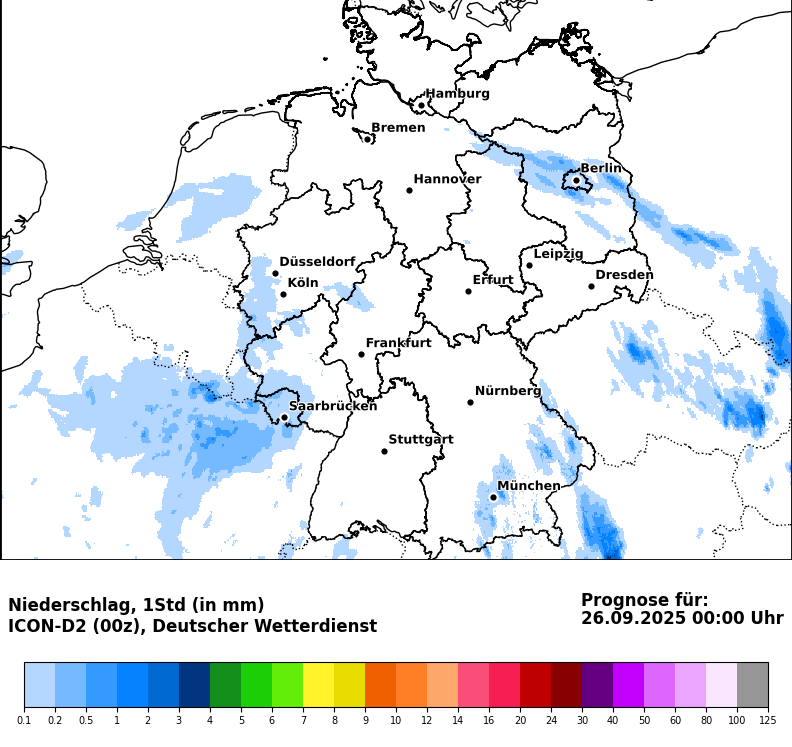 Hamburg
Bremen
Berlin
Hannover
Düsseldorf
Köln
Leipzig
Erfurt
Dresden
Frankfurt
Nürnberg
Saarbrücken
Stuttgart
München
Niederschlag, 1Std (in mm)
ICON-D2 (00z), Deutscher Wetterdienst
Prognose für:
26.09.2025 00:00 Uhr
0.1 0.2 0.5 1 2 3 4 5 6 7 8 9 10 12 14 16 20 24 30 40 50 60 80 100 125